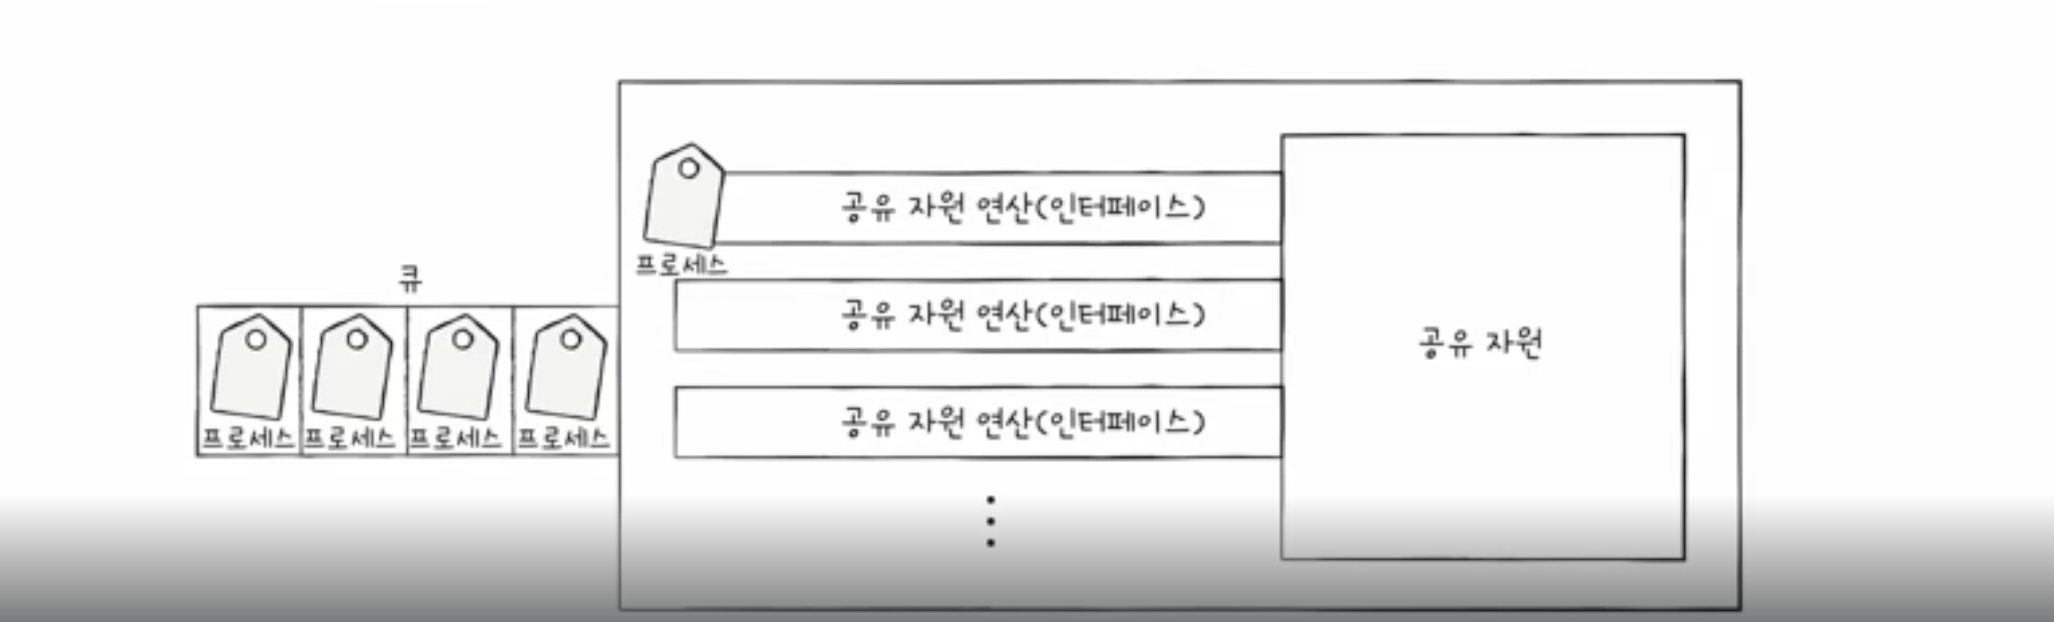 공유 자원 연산(인터페이스)
프로세스
큐
공유 자원 연산(인터페이스)
공유 자원
공유 자원 연산(인터페이스)
프로세스 프로세스 프로세스 프로세스